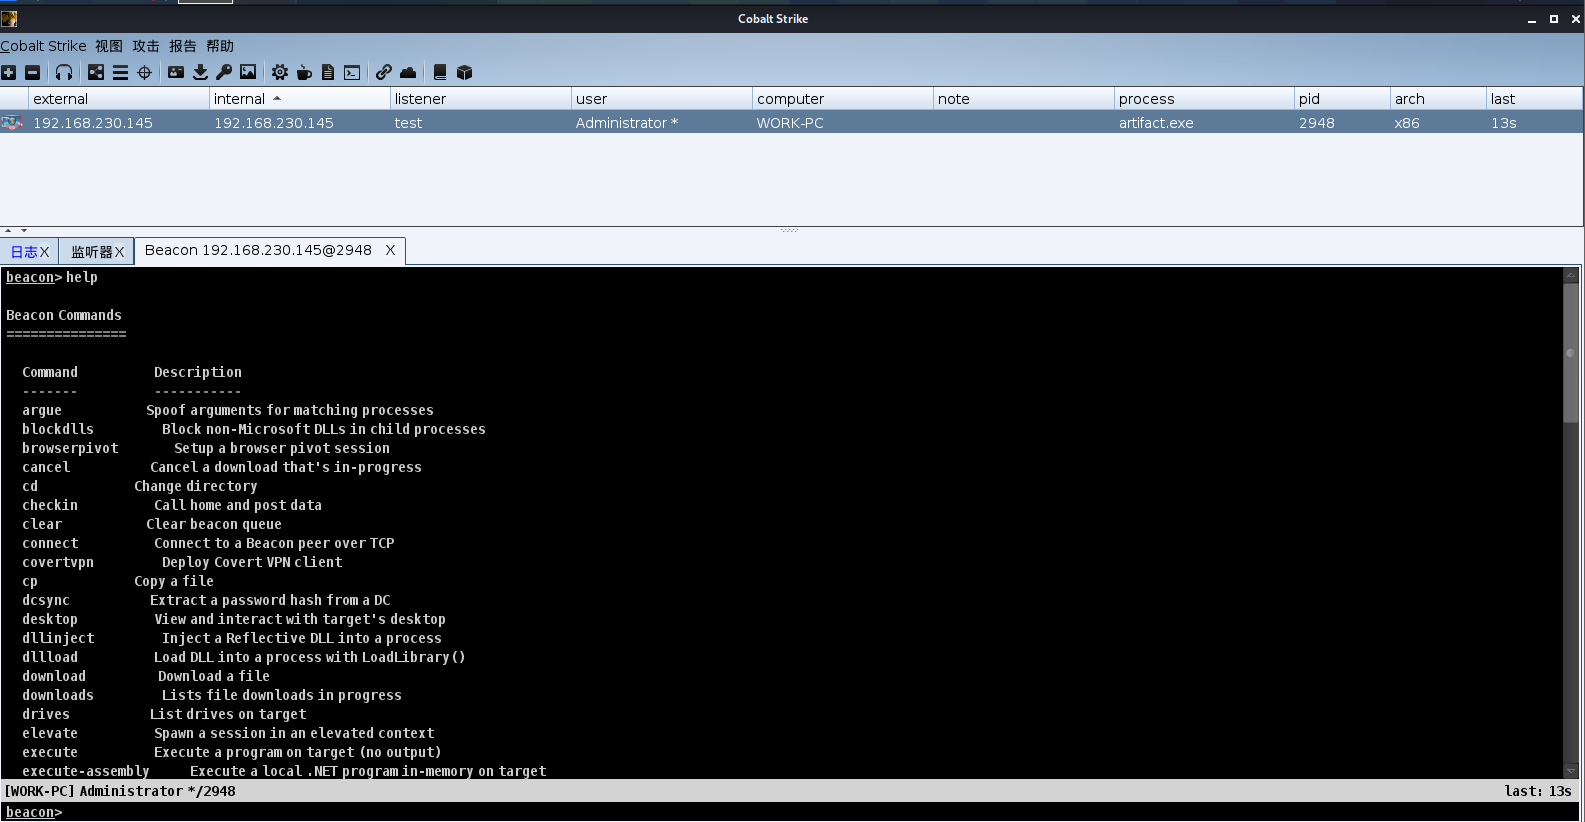 Cobalt Strike
Cobalt Strike 视图 攻击 报告 帮助
external internal listener user computer note process pid arch last
192.168.230.145 192.168.230.145 test Administrator * WORK-PC artifact.exe 2948 x86 13s
日志X 监听器X Beacon 192.168.230.145@2948 X
beacon> help
Beacon Commands
===============
Command Description
------- -----------
argue Spoof arguments for matching processes
blockdlls Block non-Microsoft DLLs in child processes
browserpivot Setup a browser pivot session
cancel Cancel a download that's in-progress
cd Change directory
checkin Call home and post data
clear Clear beacon queue
connect Connect to a Beacon peer over TCP
covertvpn Deploy Covert VPN client
cp Copy a file
dcsync Extract a password hash from a DC
desktop View and interact with target's desktop
dllinject Inject a Reflective DLL into a process
dllload Load DLL into a process with LoadLibrary()
download Download a file
downloads Lists file downloads in progress
drives List drives on target
elevate Spawn a session in an elevated context
execute Execute a program on target (no output)
execute-assembly Execute a local .NET program in-memory on target
[WORK-PC] Administrator */2948 last: 13s
beacon>